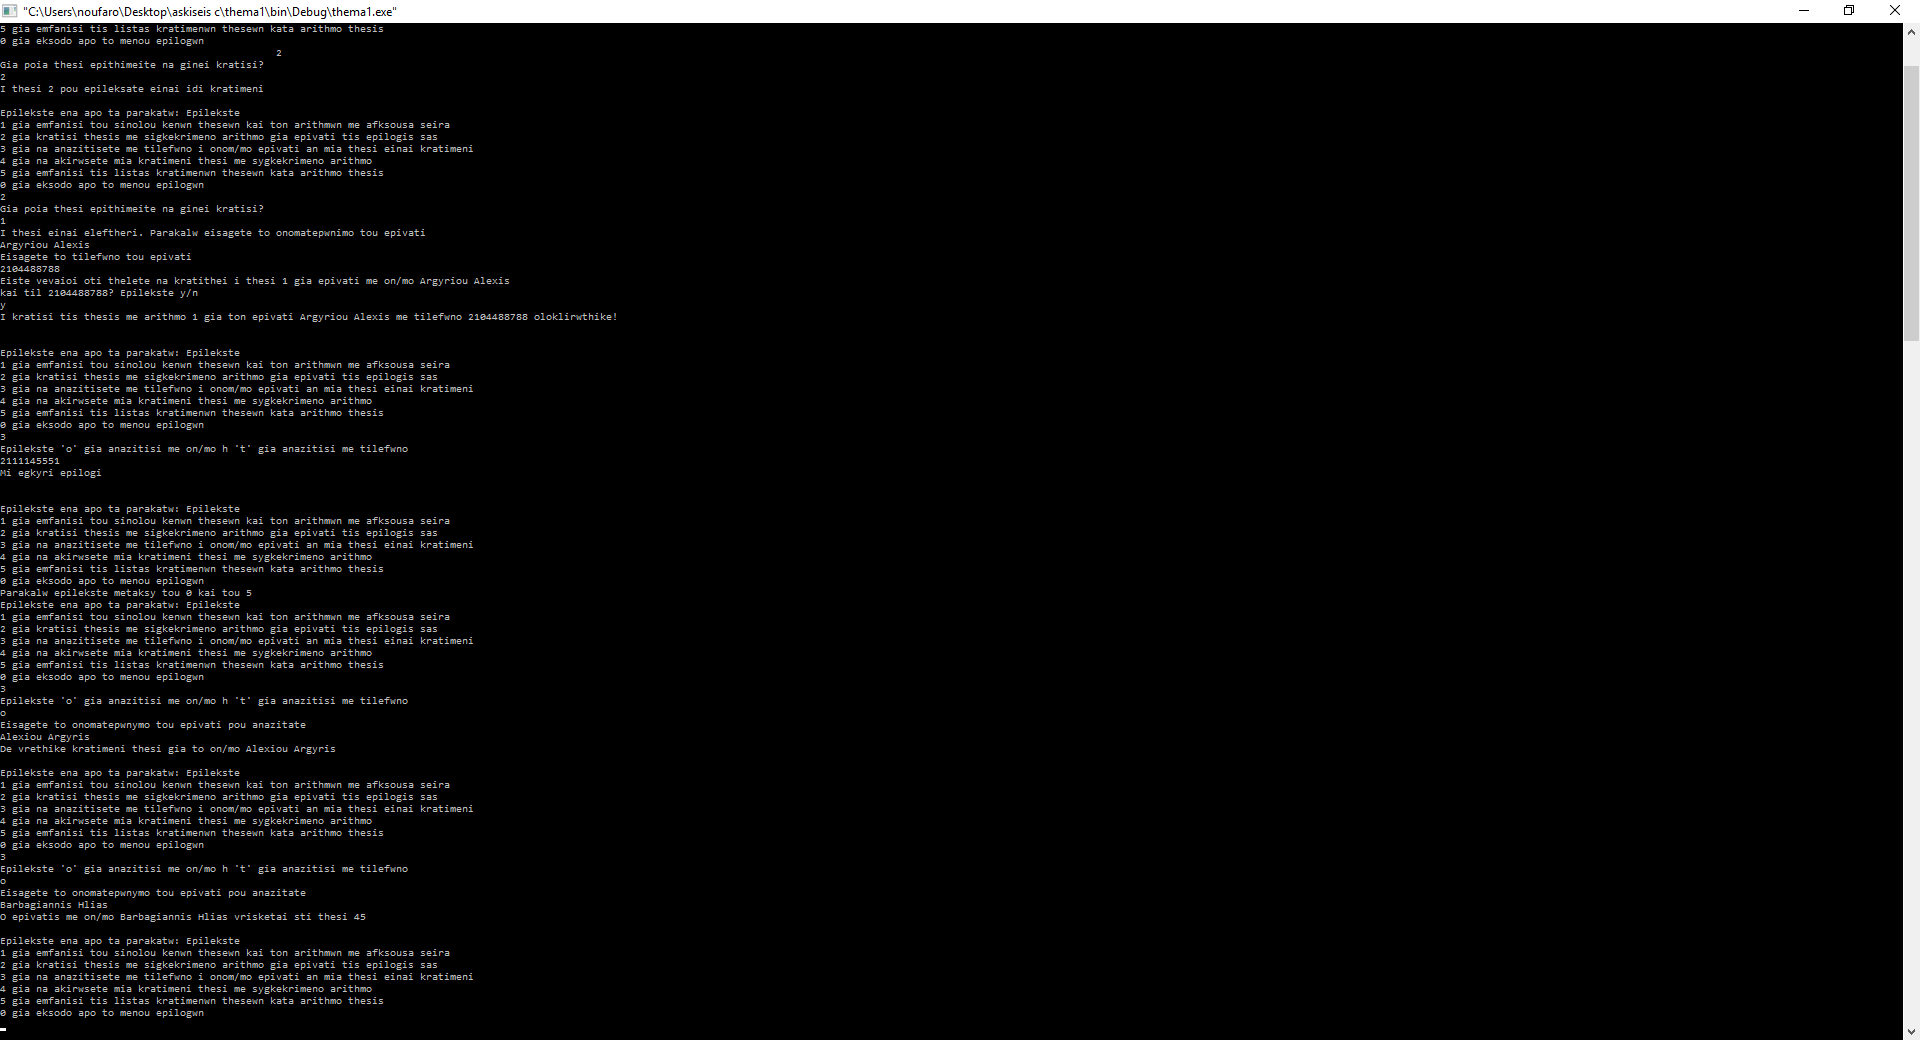 "C:\Users\noufaro\Desktop\askiseis c\thema1\bin\Debug\thema1.exe"
5 gia emfanisi tis listas kratimenwn thesewn kata arithmo thesis
0 gia eksodo apo to menou epilogwn
2
Gia poia thesi epithimeite na ginei kratisi?
2
I thesi 2 pou epileksate einai idi kratimeni
Epilekste ena apo ta parakatw: Epilekste
1 gia emfanisi tou sinolou kenwn thesewn kai ton arithmwn me afksousa seira
2 gia kratisi thesis me sigkekrimeno arithmo gia epivati tis epilogis sas
3 gia na anazitisete me tilefwno i onom/mo epivati an mia thesi einai kratimeni
4 gia na akirwsete mia kratimeni thesi me sygkekrimeno arithmo
5 gia emfanisi tis listas kratimenwn thesewn kata arithmo thesis
0 gia eksodo apo to menou epilogwn
2
Gia poia thesi epithimeite na ginei kratisi?
1
I thesi einai eleftheri. Parakalw eisagete to onomatepwnimo tou epivati
Argyriou Alexis
Eisagete to tilefwno tou epivati
2104488788
Eiste vevaioi oti thelete na kratithei i thesi 1 gia epivati me on/mo Argyriou Alexis
kai til 2104488788? Epilekste y/n
y
I kratisi tis thesis me arithmo 1 gia ton epivati Argyriou Alexis me tilefwno 2104488788 oloklirwthike!
Epilekste ena apo ta parakatw: Epilekste
1 gia emfanisi tou sinolou kenwn thesewn kai ton arithmwn me afksousa seira
2 gia kratisi thesis me sigkekrimeno arithmo gia epivati tis epilogis sas
3 gia na anazitisete me tilefwno i onom/mo epivati an mia thesi einai kratimeni
4 gia na akirwsete mia kratimeni thesi me sygkekrimeno arithmo
5 gia emfanisi tis listas kratimenwn thesewn kata arithmo thesis
0 gia eksodo apo to menou epilogwn
3
Epilekste 'o' gia anazitisi me on/mo h 't' gia anazitisi me tilefwno
2111145551
Mi egkyri epilogi
Epilekste ena apo ta parakatw: Epilekste
1 gia emfanisi tou sinolou kenwn thesewn kai ton arithmwn me afksousa seira
2 gia kratisi thesis me sigkekrimeno arithmo gia epivati tis epilogis sas
3 gia na anazitisete me tilefwno i onom/mo epivati an mia thesi einai kratimeni
4 gia na akirwsete mia kratimeni thesi me sygkekrimeno arithmo
5 gia emfanisi tis listas kratimenwn thesewn kata arithmo thesis
0 gia eksodo apo to menou epilogwn
Parakalw epilekste metaksy tou 0 kai tou 5
Epilekste ena apo ta parakatw: Epilekste
1 gia emfanisi tou sinolou kenwn thesewn kai ton arithmwn me afksousa seira
2 gia kratisi thesis me sigkekrimeno arithmo gia epivati tis epilogis sas
3 gia na anazitisete me tilefwno i onom/mo epivati an mia thesi einai kratimeni
4 gia na akirwsete mia kratimeni thesi me sygkekrimeno arithmo
5 gia emfanisi tis listas kratimenwn thesewn kata arithmo thesis
0 gia eksodo apo to menou epilogwn
3
Epilekste 'o' gia anazitisi me on/mo h 't' gia anazitisi me tilefwno
o
Eisagete to onomatepwnymo tou epivati pou anazitate
Alexiou Argyris
De vrethike kratimeni thesi gia to on/mo Alexiou Argyris
Epilekste ena apo ta parakatw: Epilekste
1 gia emfanisi tou sinolou kenwn thesewn kai ton arithmwn me afksousa seira
2 gia kratisi thesis me sigkekrimeno arithmo gia epivati tis epilogis sas
3 gia na anazitisete me tilefwno i onom/mo epivati an mia thesi einai kratimeni
4 gia na akirwsete mia kratimeni thesi me sygkekrimeno arithmo
5 gia emfanisi tis listas kratimenwn thesewn kata arithmo thesis
0 gia eksodo apo to menou epilogwn
3
Epilekste 'o' gia anazitisi me on/mo h 't' gia anazitisi me tilefwno
o
Eisagete to onomatepwnymo tou epivati pou anazitate
Barbagiannis Hlias
O epivatis me on/mo Barbagiannis Hlias vrisketai sti thesi 45
Epilekste ena apo ta parakatw: Epilekste
1 gia emfanisi tou sinolou kenwn thesewn kai ton arithmwn me afksousa seira
2 gia kratisi thesis me sigkekrimeno arithmo gia epivati tis epilogis sas
3 gia na anazitisete me tilefwno i onom/mo epivati an mia thesi einai kratimeni
4 gia na akirwsete mia kratimeni thesi me sygkekrimeno arithmo
5 gia emfanisi tis listas kratimenwn thesewn kata arithmo thesis
0 gia eksodo apo to menou epilogwn